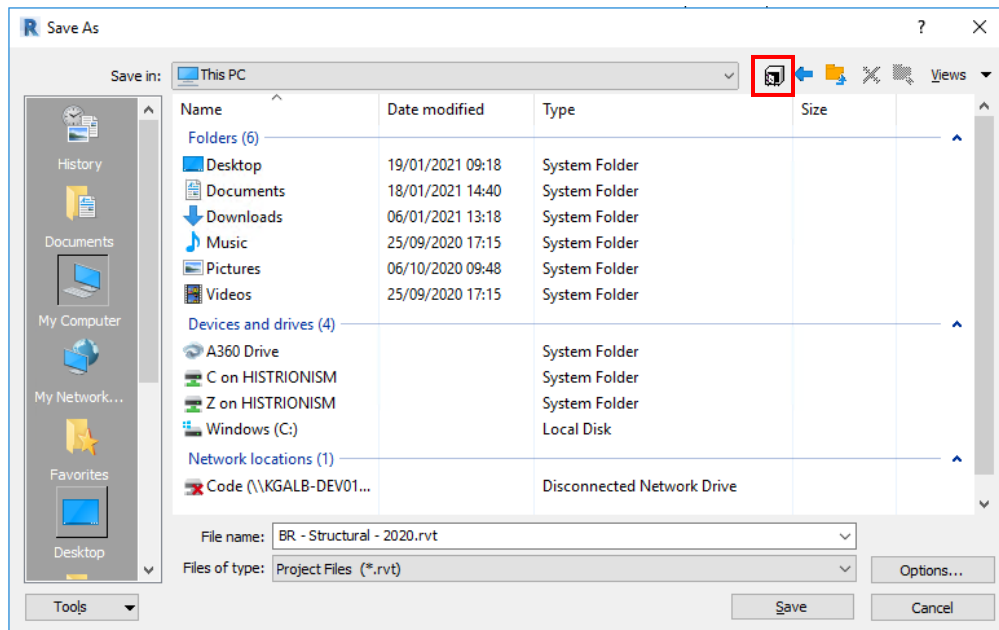 Save As
Save in: This PC Views
Name Date modified Type Size
Folders (6)
Desktop 19/01/2021 09:18 System Folder
Documents 18/01/2021 14:40 System Folder
Downloads 06/01/2021 13:18 System Folder
Music 25/09/2020 17:15 System Folder
Pictures 06/10/2020 09:48 System Folder
Videos 25/09/2020 17:15 System Folder
Devices and drives (4)
A360 Drive System Folder
C on HISTRIONISM System Folder
Z on HISTRIONISM System Folder
Windows (C:) Local Disk
Network locations (1)
Code (\\KGALB-DEV01... Disconnected Network Drive
History
Documents
My Computer
My Network...
Favorites
Desktop
File name: BR - Structural - 2020.rvt
Files of type: Project Files (*.rvt) Options...
Tools Save Cancel